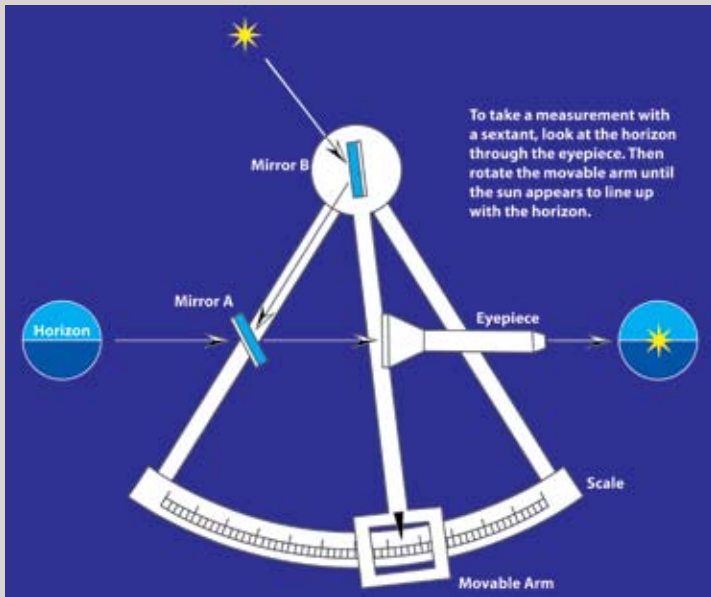 To take a measurement with
a sextant, look at the horizon
through the eyepiece. Then
rotate the movable arm until
the sun appears to line up
with the horizon.
Mirror B
Mirror A
Horizon
Eyepiece
Scale
Movable Arm